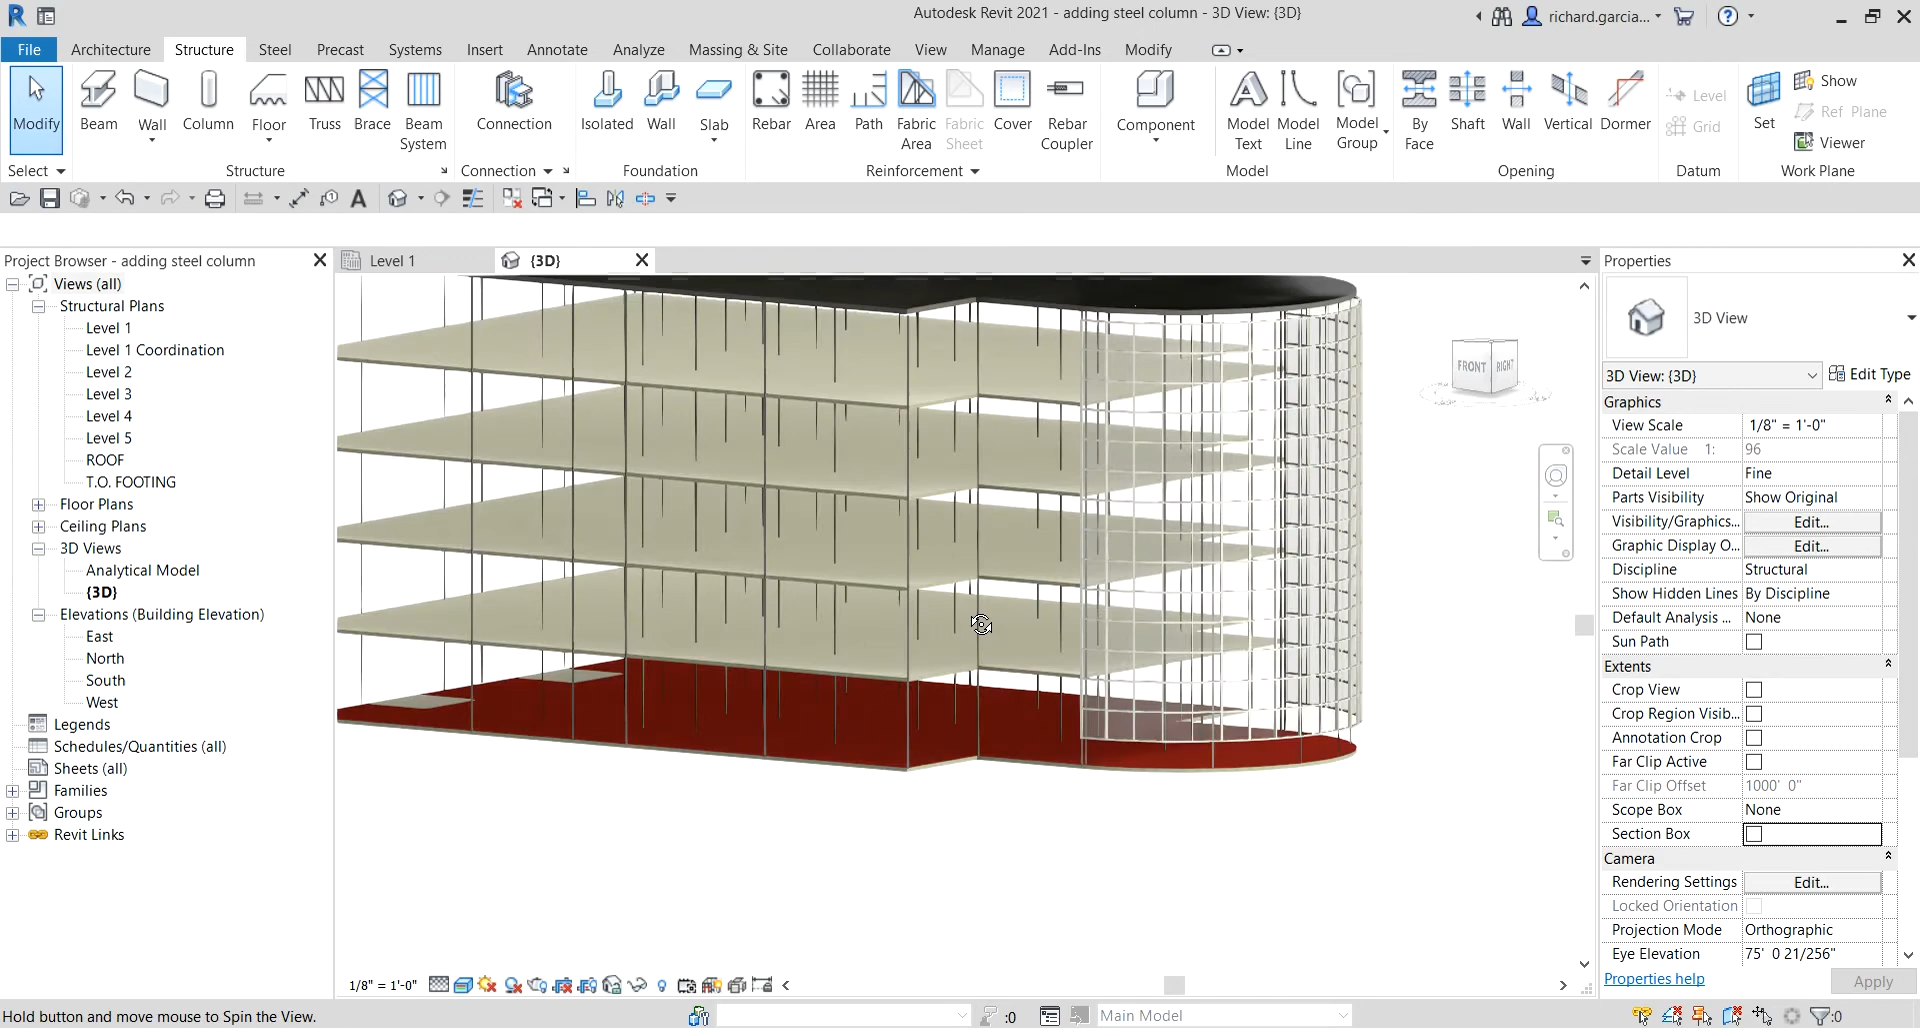 Autodesk Revit 2021 - adding steel column - 3D View: {3D}
richard.garcia...
File Architecture Structure Steel Precast Systems Insert Annotate Analyze Massing & Site Collaborate View Manage Add-Ins Modify
Modify Beam Wall Column Floor Truss Brace Beam System Connection Isolated Wall Slab Rebar Area Path Fabric Area Fabric Sheet Cover Rebar Coupler Component Model Text Model Line Model Group By Face Shaft Wall Vertical Dormer Level Grid Set Show Ref Plane Viewer
Select Structure Connection Foundation Reinforcement Model Opening Datum Work Plane
Project Browser - adding steel column
Views (all)
Structural Plans
Level 1
Level 1 Coordination
Level 2
Level 3
Level 4
Level 5
ROOF
T.O. FOOTING
Floor Plans
Ceiling Plans
3D Views
Analytical Model
{3D}
Elevations (Building Elevation)
East
North
South
West
Legends
Schedules/Quantities (all)
Sheets (all)
Families
Groups
Revit Links
Level 1 {3D}
FRONT RIGHT
Properties
3D View
3D View: {3D} Edit Type
Graphics
View Scale 1/8" = 1'-0"
Scale Value 1: 96
Detail Level Fine
Parts Visibility Show Original
Visibility/Graphics... Edit...
Graphic Display O... Edit...
Discipline Structural
Show Hidden Lines By Discipline
Default Analysis ... None
Sun Path
Extents
Crop View
Crop Region Visib...
Annotation Crop
Far Clip Active
Far Clip Offset 1000' 0"
Scope Box None
Section Box
Camera
Rendering Settings Edit...
Locked Orientation
Projection Mode Orthographic
Eye Elevation 75' 0 21/256"
Properties help Apply
1/8" = 1'-0"
Hold button and move mouse to Spin the View. :0 Main Model :0